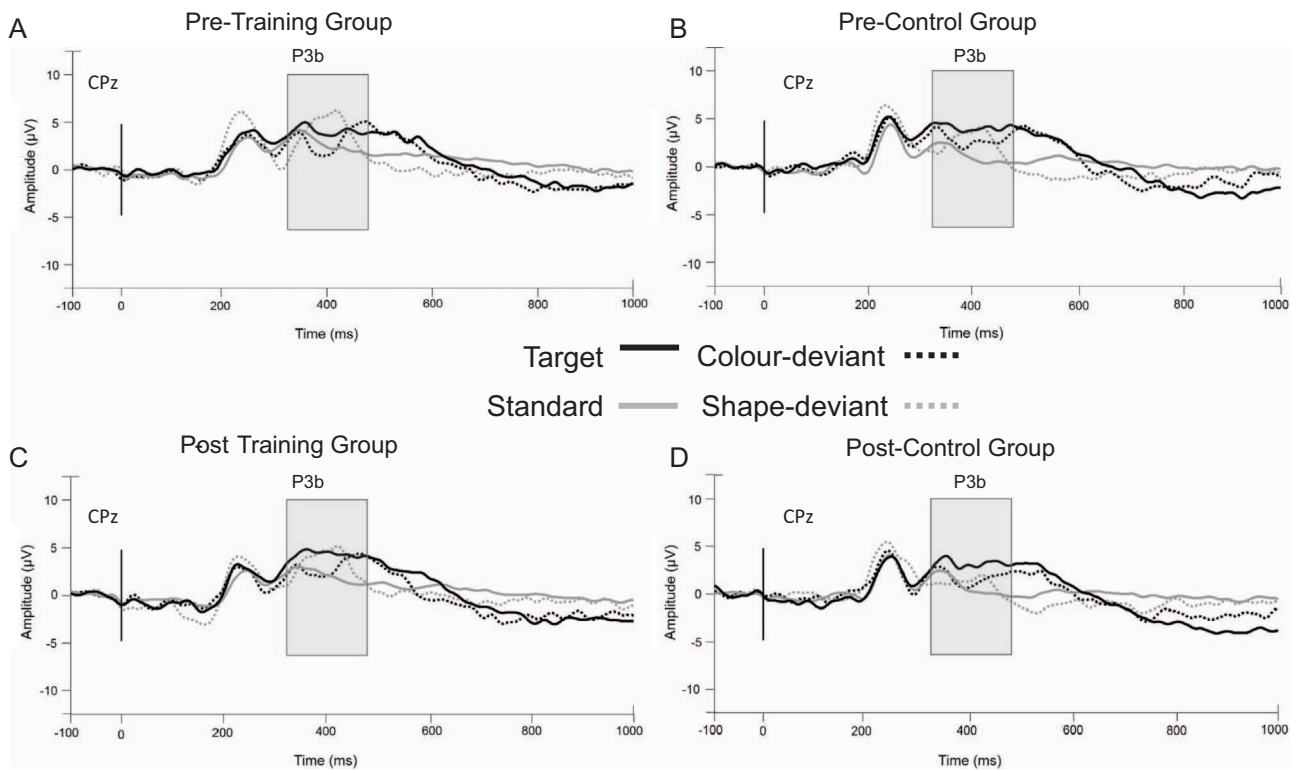 A
Pre-Training Group
P3b
CPz
Amplitude (µV)
10
5
0
-5
-10
-100
0
200
400
600
800
1000
Time (ms)
B
Pre-Control Group
P3b
CPz
Amplitude (µV)
10
5
0
-5
-10
-100
0
200
400
600
800
1000
Time (ms)
Target
Colour-deviant
Standard
Shape-deviant
C
Post Training Group
P3b
CPz
Amplitude (µV)
10
5
0
-5
-10
-100
0
200
400
600
800
1000
Time (ms)
D
Post-Control Group
P3b
CPz
Amplitude (µV)
10
5
0
-5
-10
-100
0
200
400
600
800
1000
Time (ms)